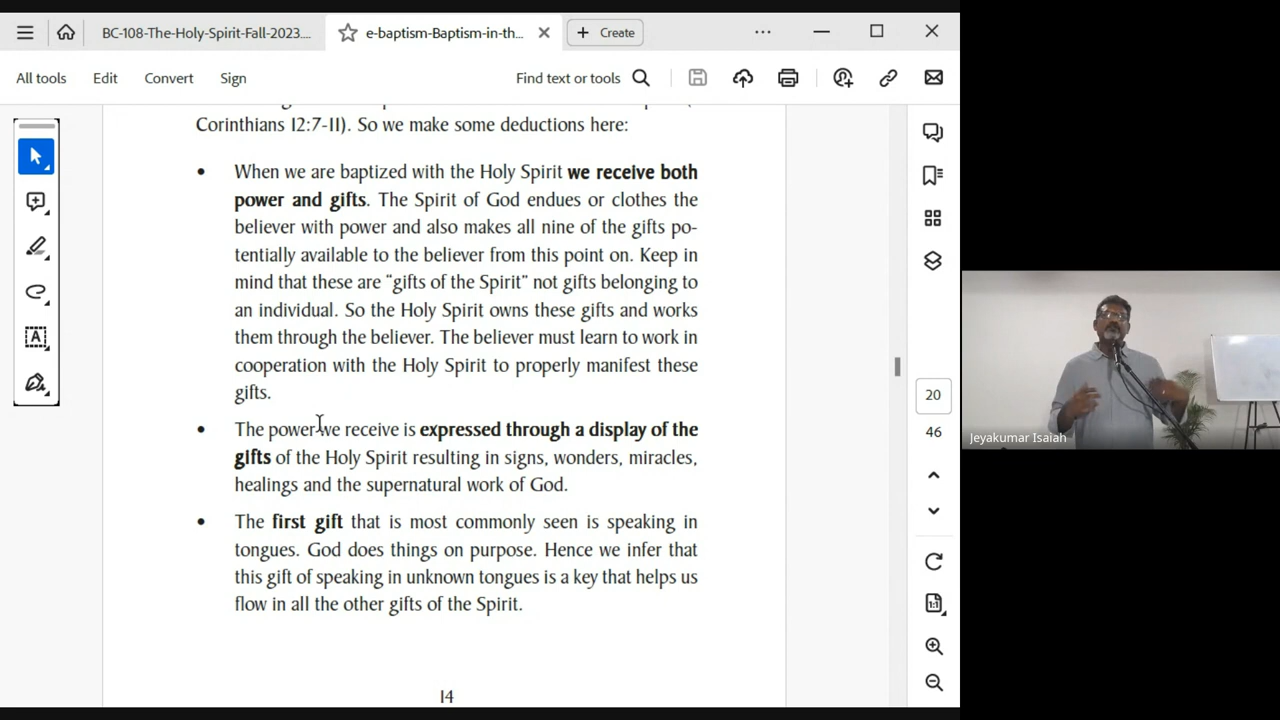 BC-108-The-Holy-Spirit-Fall-2023....
e-baptism-Baptism-in-th...
Create
All tools
Edit
Convert
Sign
Find text or tools
Corinthians 12:7-11). So we make some deductions here:
• When we are baptized with the Holy Spirit we receive both
power and gifts. The Spirit of God endues or clothes the
believer with power and also makes all nine of the gifts po-
tentially available to the believer from this point on. Keep in
mind that these are “gifts of the Spirit” not gifts belonging to
an individual. So the Holy Spirit owns these gifts and works
them through the believer. The believer must learn to work in
cooperation with the Holy Spirit to properly manifest these
gifts.
• The power we receive is expressed through a display of the
gifts of the Holy Spirit resulting in signs, wonders, miracles,
healings and the supernatural work of God.
• The first gift that is most commonly seen is speaking in
tongues. God does things on purpose. Hence we infer that
this gift of speaking in unknown tongues is a key that helps us
flow in all the other gifts of the Spirit.
14
20
46
1:1
Jeyakumar Isaiah